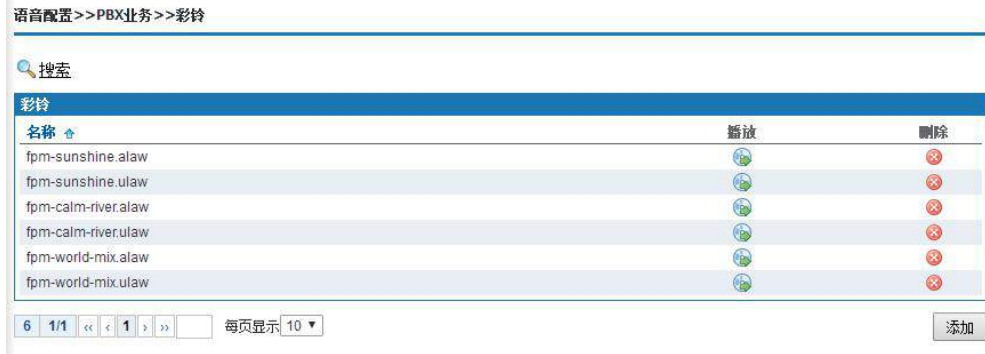 语音配置>>PBX业务>>彩铃
搜索
彩铃
名称 播放 删除
fpm-sunshine.alaw
fpm-sunshine.ulaw
fpm-calm-river.alaw
fpm-calm-river.ulaw
fpm-world-mix.alaw
fpm-world-mix.ulaw
6 1/1 ‹‹ ‹ 1 › ›› 每页显示 10 ▼ 添加